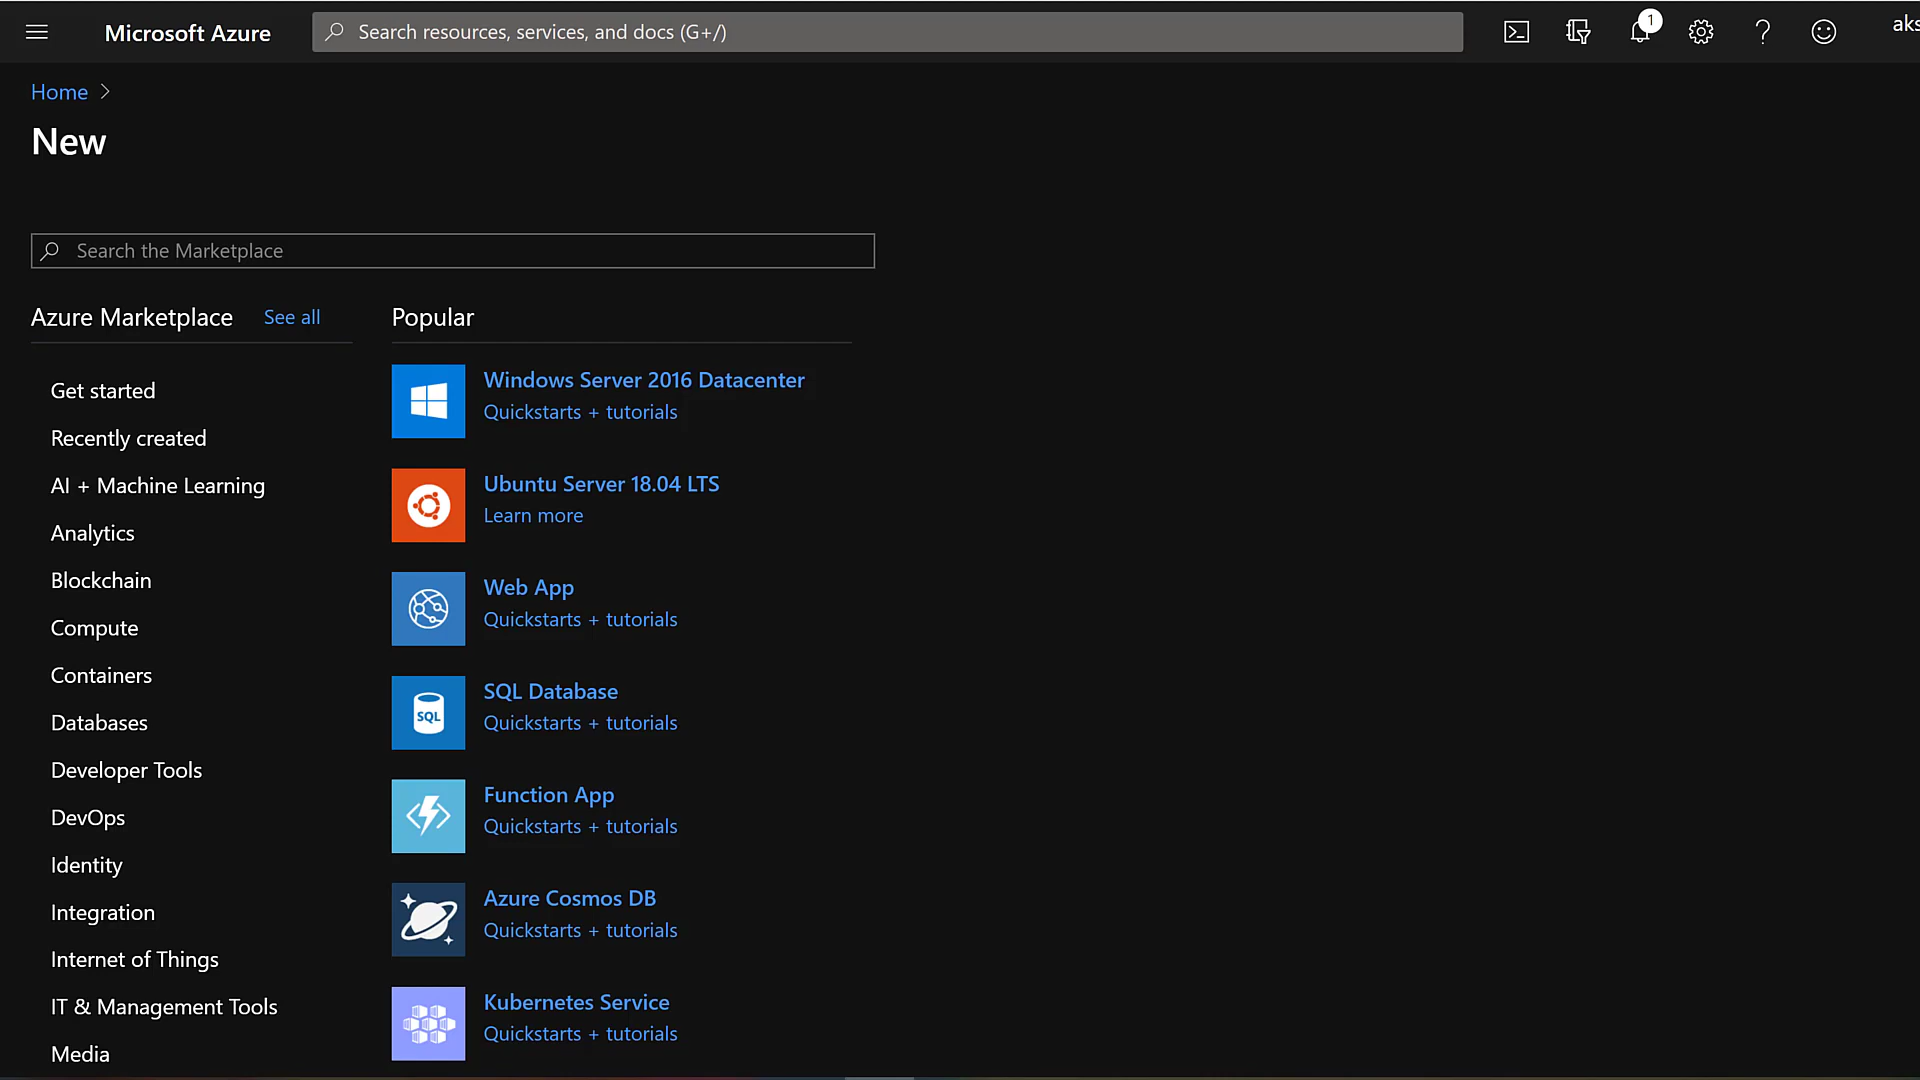 Microsoft Azure
Search resources, services, and docs (G+/)
1
aks
Home
New
Search the Marketplace
Azure Marketplace
See all
Get started
Recently created
AI + Machine Learning
Analytics
Blockchain
Compute
Containers
Databases
Developer Tools
DevOps
Identity
Integration
Internet of Things
IT & Management Tools
Media
Popular
Windows Server 2016 Datacenter
Quickstarts + tutorials
Ubuntu Server 18.04 LTS
Learn more
Web App
Quickstarts + tutorials
SQL
SQL Database
Quickstarts + tutorials
Function App
Quickstarts + tutorials
Azure Cosmos DB
Quickstarts + tutorials
Kubernetes Service
Quickstarts + tutorials